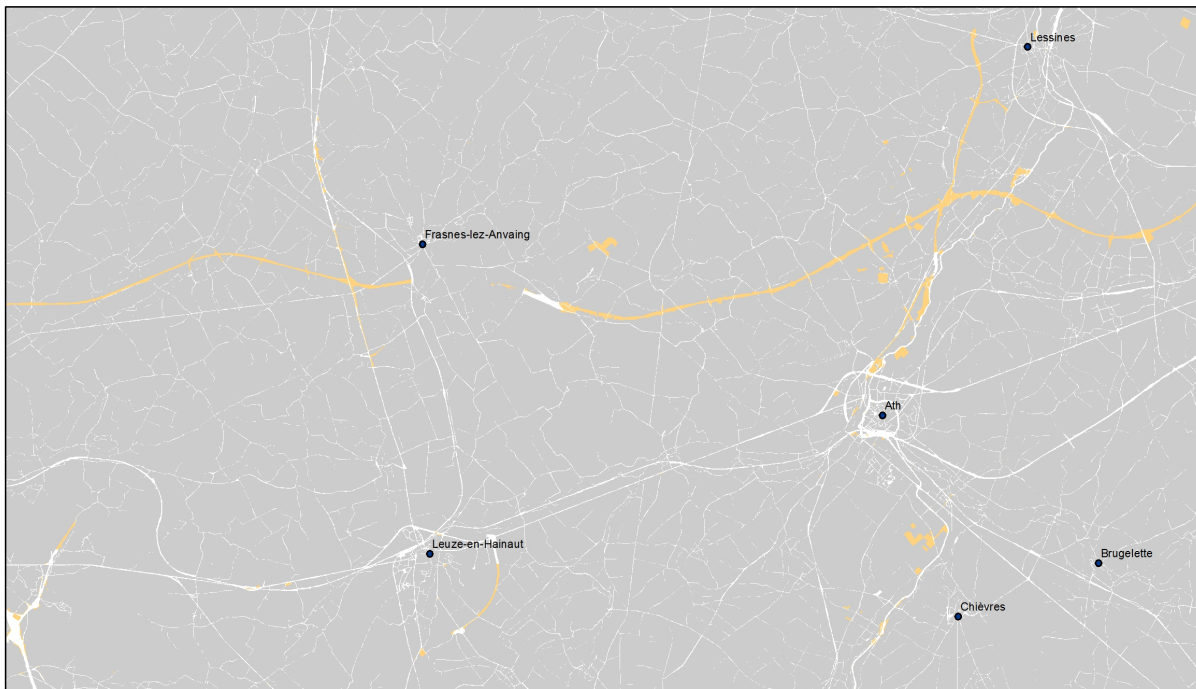 Lessines
Frasnes-lez-Anvaing
Ath
Leuze-en-Hainaut
Brugelette
Chièvres